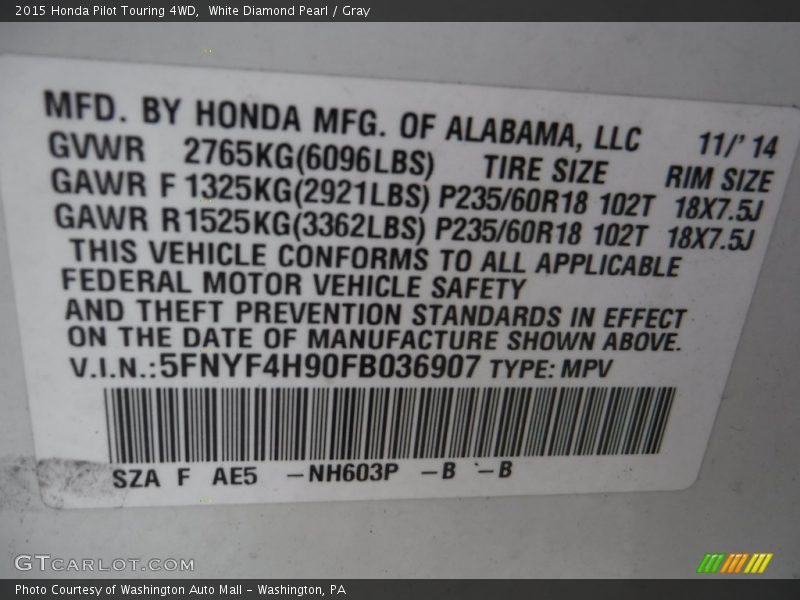 2015 Honda Pilot Touring 4WD,  White Diamond Pearl / Gray
MFD. BY HONDA MFG. OF ALABAMA, LLC 11/'14
GVWR 2765KG(6096LBS) TIRE SIZE RIM SIZE
GAWR F 1325KG(2921LBS) P235/60R18 102T 18X7.5J
GAWR R1525KG(3362LBS) P235/60R18 102T 18X7.5J
THIS VEHICLE CONFORMS TO ALL APPLICABLE
FEDERAL MOTOR VEHICLE SAFETY
AND THEFT PREVENTION STANDARDS IN EFFECT
ON THE DATE OF MANUFACTURE SHOWN ABOVE.
V.I.N.:5FNYF4H90FB036907 TYPE: MPV
SZA F AE5 -NH603P -B -B
GTCARLOT.COM
Photo Courtesy of Washington Auto Mall - Washington, PA